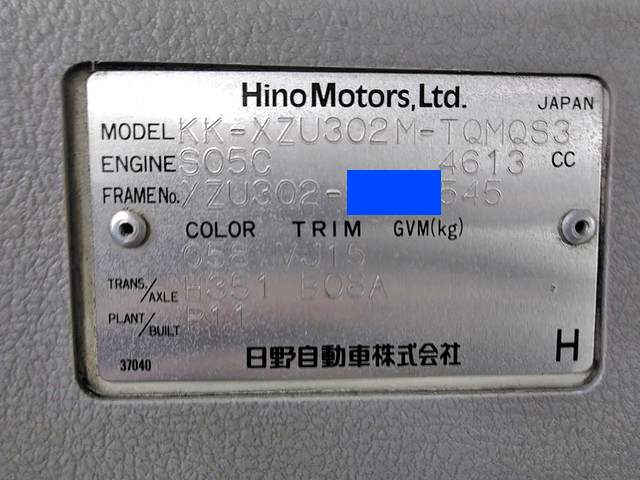 Hino Motors, Ltd.
JAPAN
MODEL KK-XZU302M-TQMQS3
ENGINE S05C 4613 CC
FRAME No. XZU302- 545
COLOR TRIM GVM(kg)
058 VJ15
TRANS./AXLE H351 B08A
PLANT/BUILT P11
37040
日野自動車株式会社
H